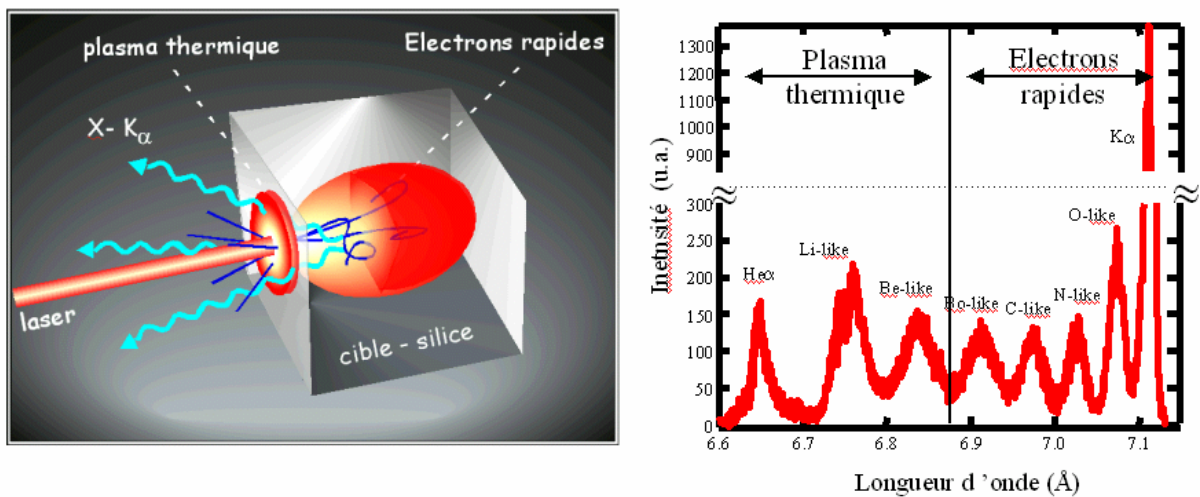 plasma thermique
Electrons rapides
X- Kα
laser
cible - silice
Inetnsité (u.a.)
1300
1200
1100
1000
900
300
250
200
150
100
50
0
Plasma
thermique
Electrons
rapides
Kα
Heα
Li-like
Be-like
Bo-like
C-like
N-like
O-like
6.6 6.7 6.8 6.9 7.0 7.1
Longueur d ’onde (Å)